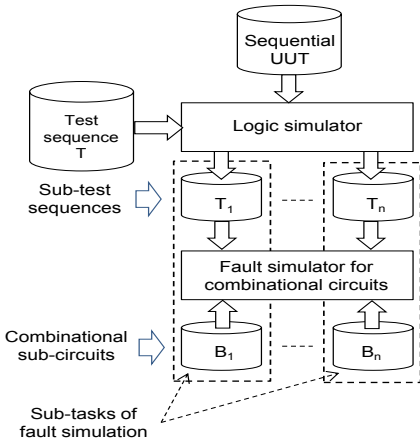 Sequential
UUT
Test
sequence
T
Logic simulator
Sub-test
sequences
T1
Tn
Fault simulator for
combinational circuits
Combinational
sub-circuits
B1
Bn
Sub-tasks of
fault simulation